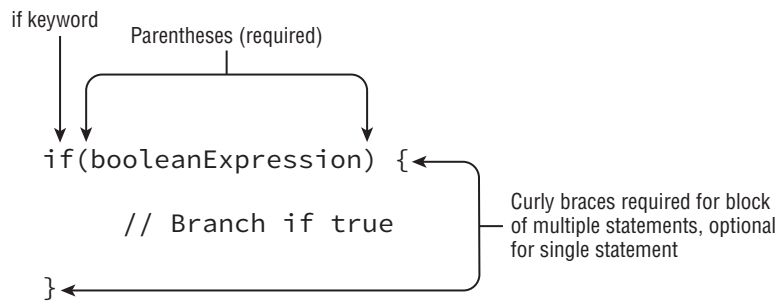 if keyword
Parentheses (required)
if(booleanExpression) {
// Branch if true
Curly braces required for block
of multiple statements, optional
for single statement
}